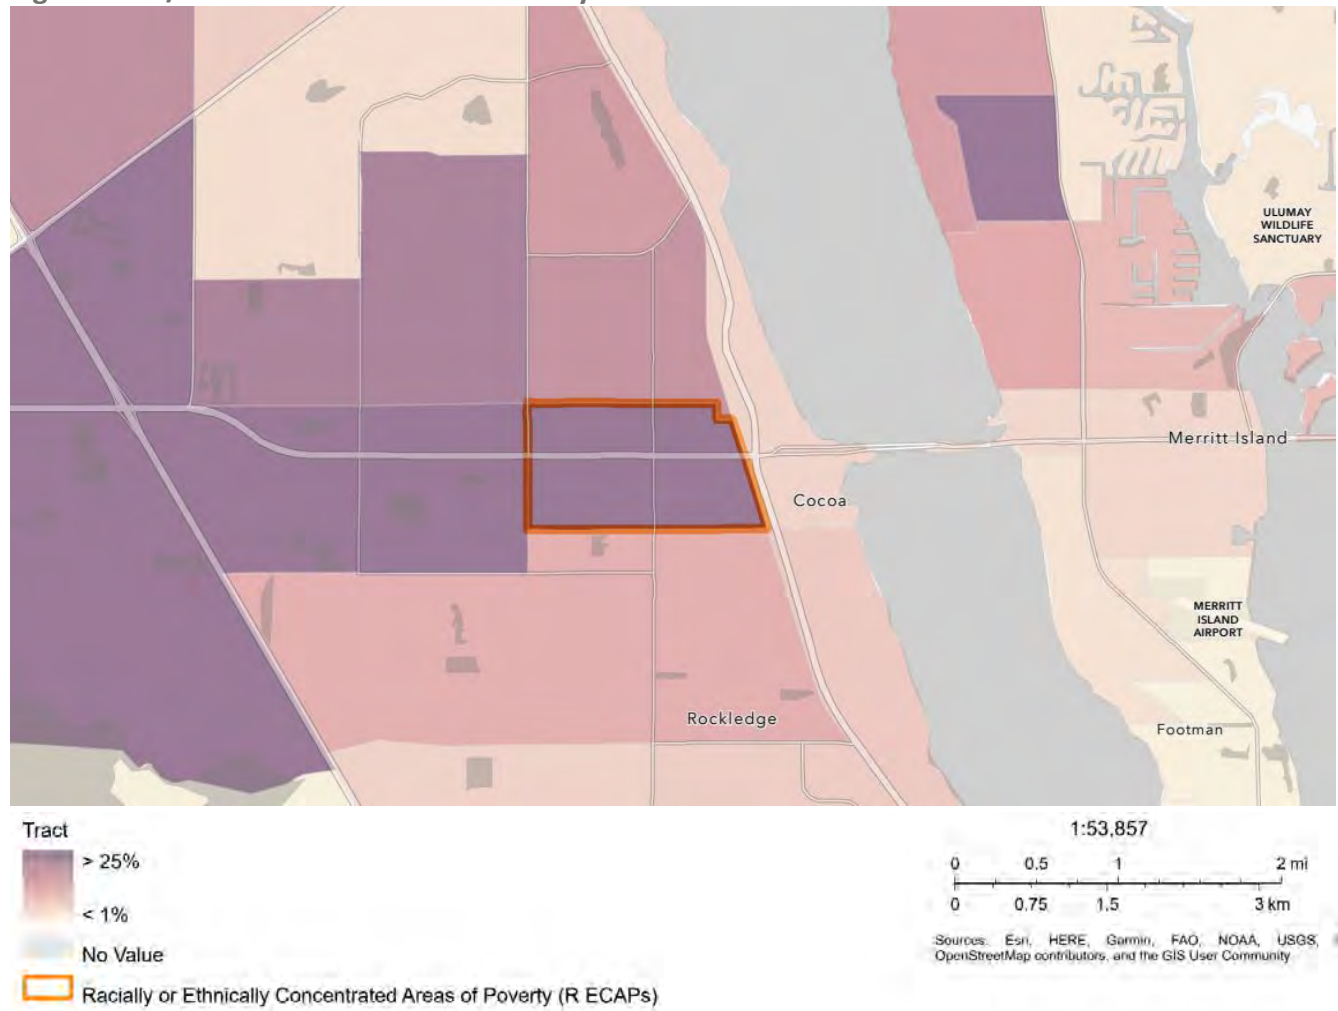 ULUMAY
WILDLIFE
SANCTUARY
Merritt Island
Cocoa
MERRITT
ISLAND
AIRPORT
Rockledge
Footman
Tract
> 25%
< 1%
No Value
Racially or Ethnically Concentrated Areas of Poverty (R ECAPs)
1:53,857
0 0.5 1 2 mi
0 0.75 1.5 3 km
Sources: Esri, HERE, Garmin, FAO, NOAA, USGS,
OpenStreetMap contributors, and the GIS User Community